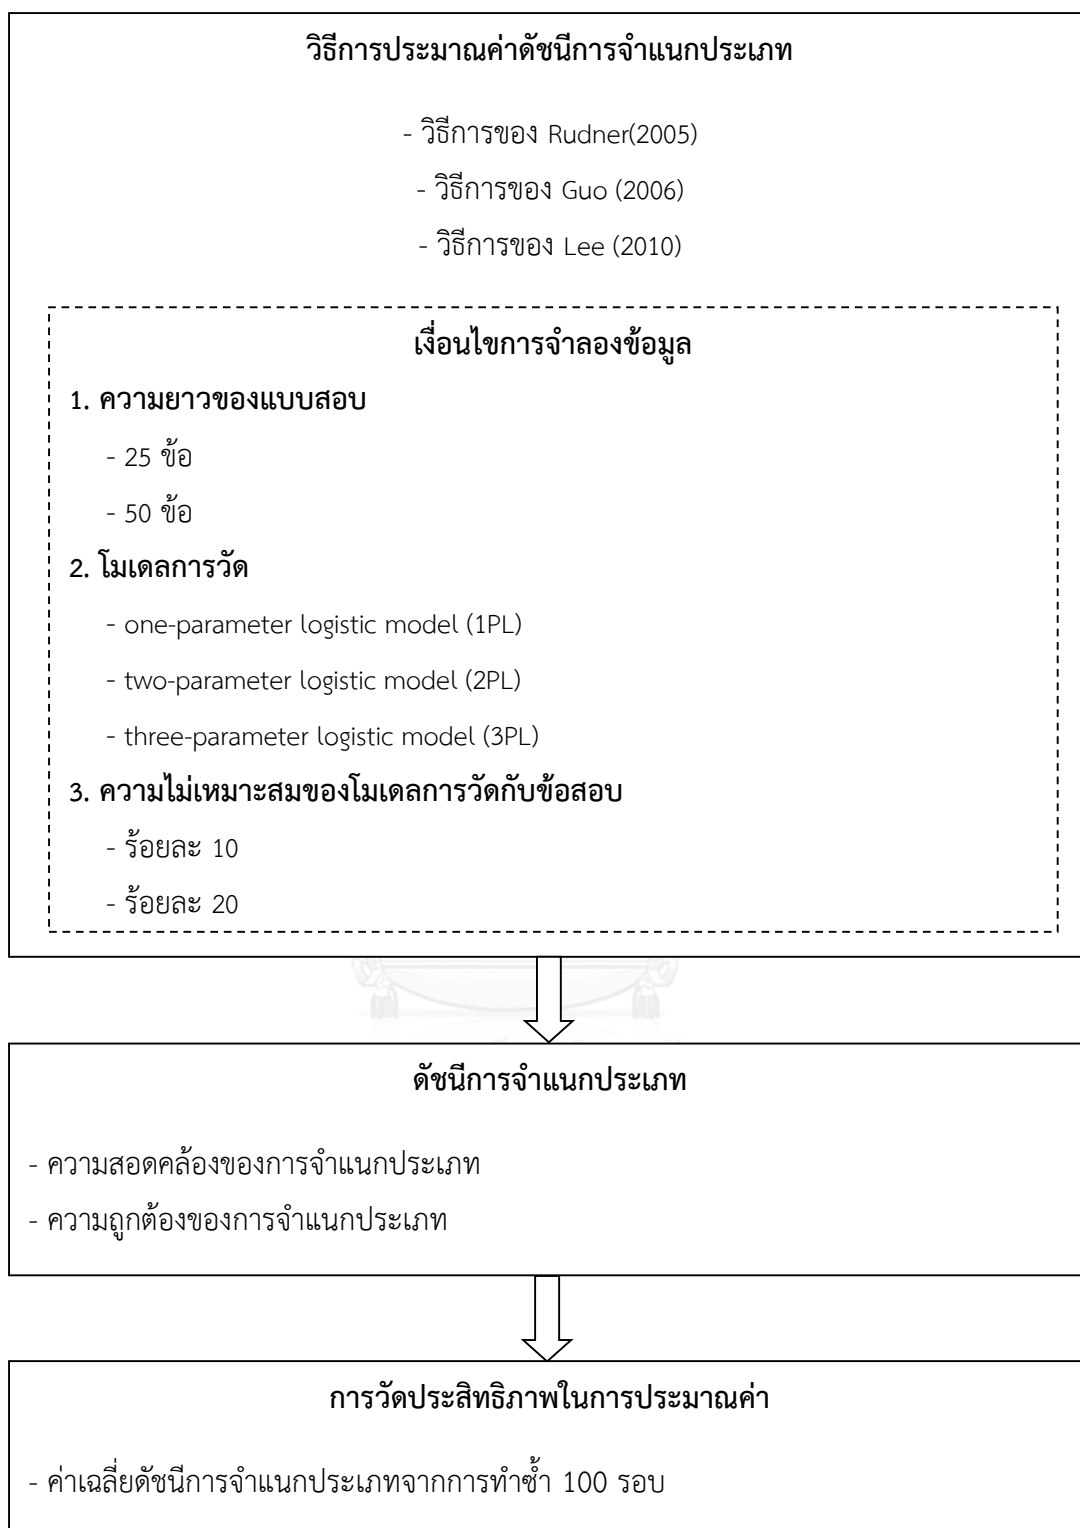 วิธีการประมาณค่าดัชนีการจำแนกประเภท
- วิธีการของ Rudner(2005)
- วิธีการของ Guo (2006)
- วิธีการของ Lee (2010)
เงื่อนไขการจำลองข้อมูล
1. ความยาวของแบบสอบ
- 25 ข้อ
- 50 ข้อ
2. โมเดลการวัด
- one-parameter logistic model (1PL)
- two-parameter logistic model (2PL)
- three-parameter logistic model (3PL)
3. ความไม่เหมาะสมของโมเดลการวัดกับข้อสอบ
- ร้อยละ 10
- ร้อยละ 20
ดัชนีการจำแนกประเภท
- ความสอดคล้องของการจำแนกประเภท
- ความถูกต้องของการจำแนกประเภท
การวัดประสิทธิภาพในการประมาณค่า
- ค่าเฉลี่ยดัชนีการจำแนกประเภทจากการทำซ้ำ 100 รอบ